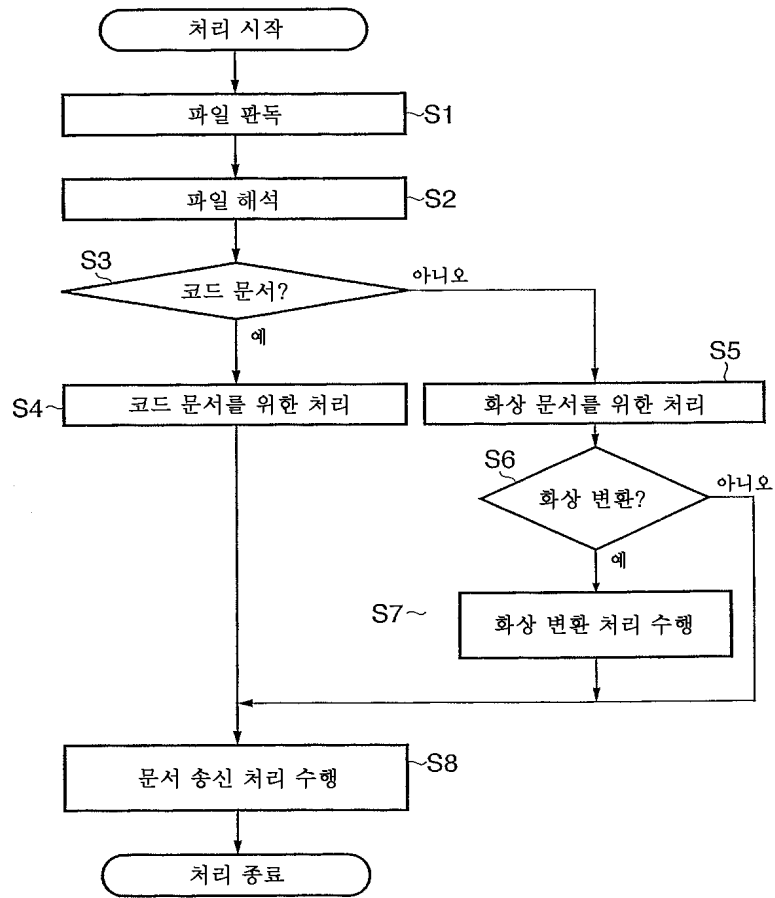 처리 시작
파일 판독
S1
파일 해석
S2
S3
코드 문서?
아니오
예
S4
코드 문서를 위한 처리
S5
화상 문서를 위한 처리
S6
화상 변환?
아니오
예
S7
화상 변환 처리 수행
문서 송신 처리 수행
S8
처리 종료